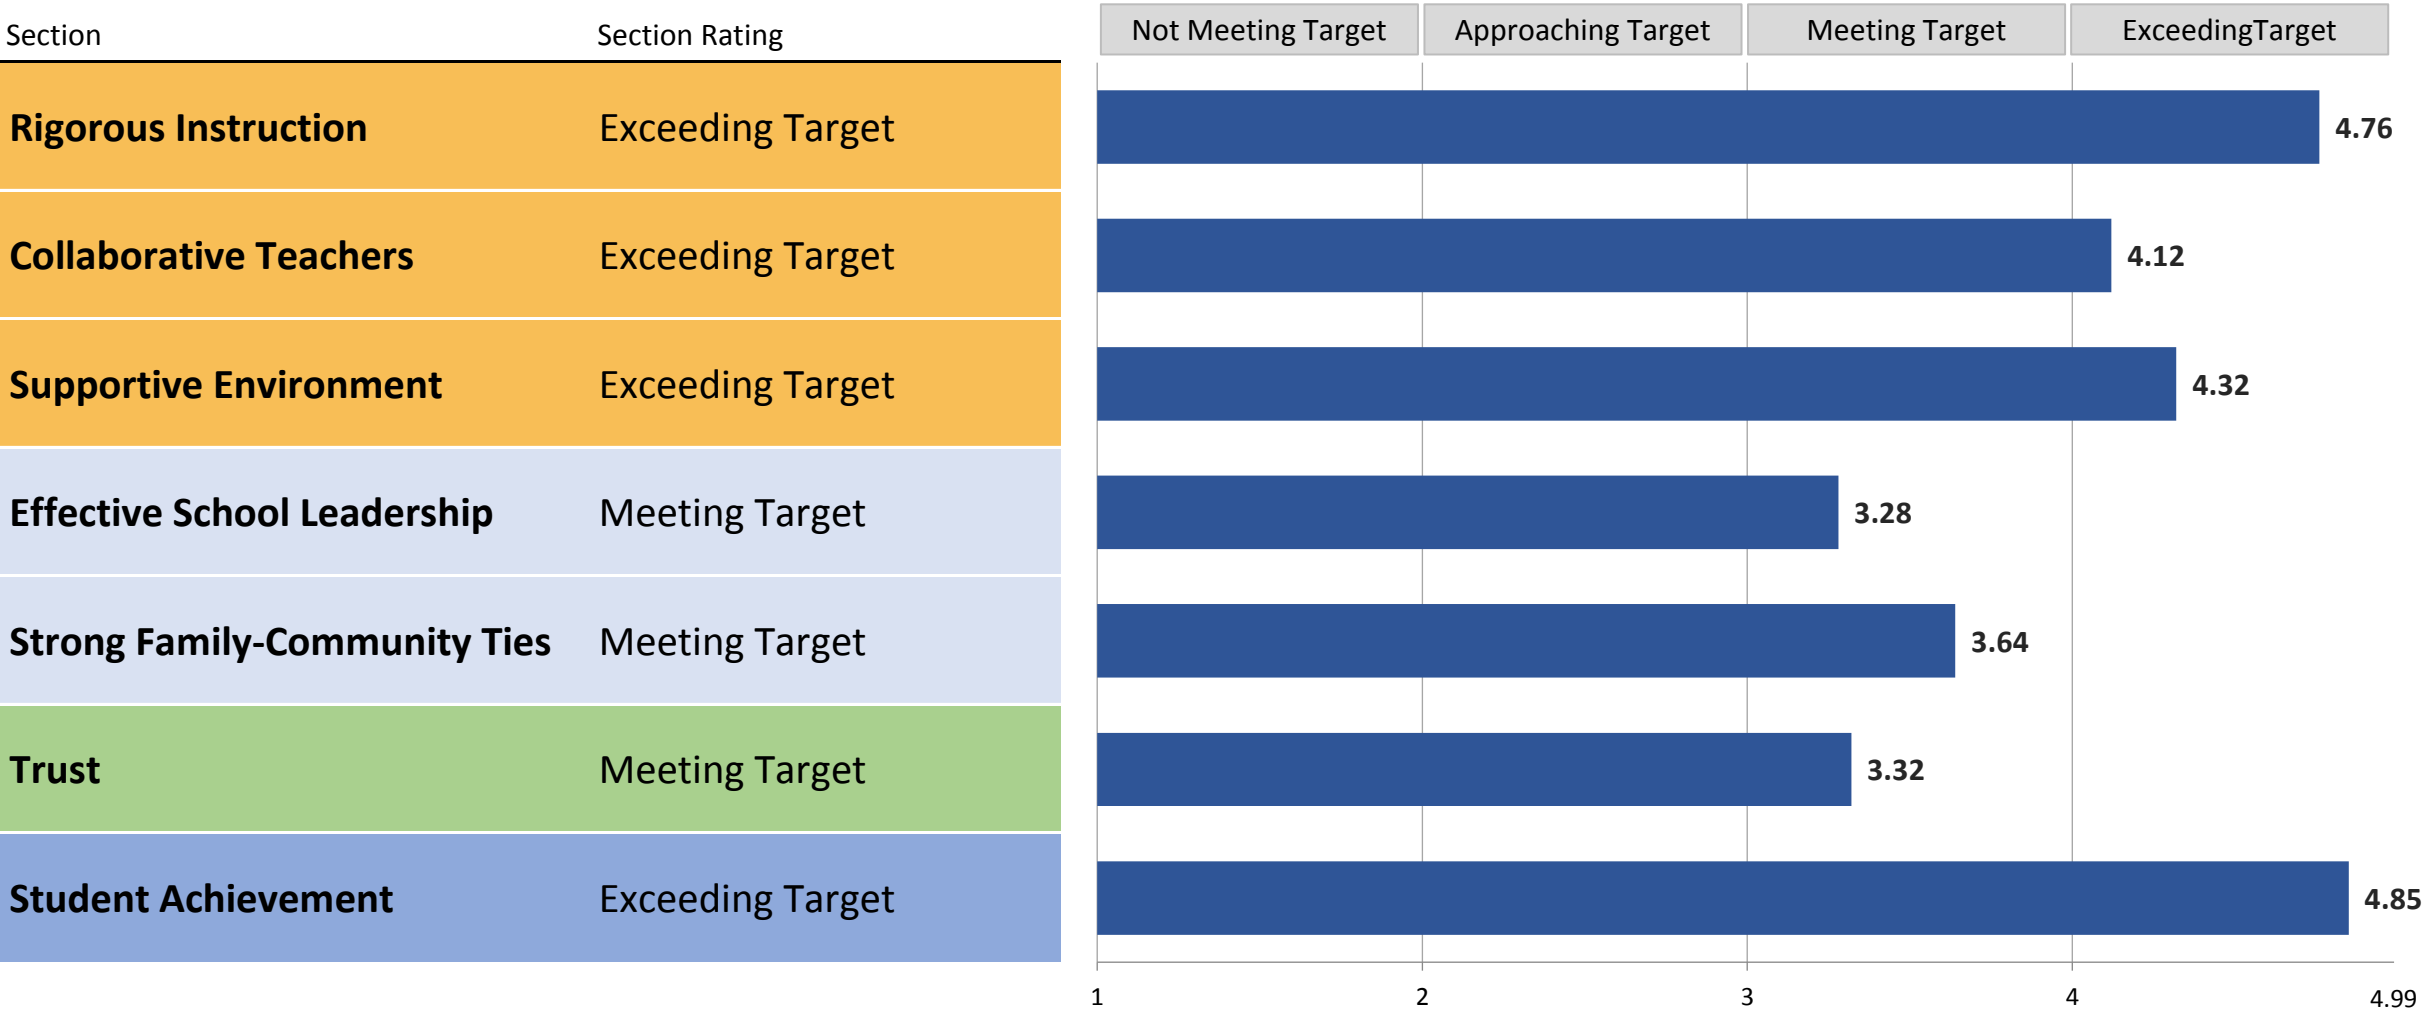 Section Section Rating Not Meeting Target Approaching Target Meeting Target ExceedingTarget
Rigorous Instruction Exceeding Target 4.76
Collaborative Teachers Exceeding Target 4.12
Supportive Environment Exceeding Target 4.32
Effective School Leadership Meeting Target 3.28
Strong Family-Community Ties Meeting Target 3.64
Trust Meeting Target 3.32
Student Achievement Exceeding Target 4.85
1 2 3 4 4.99